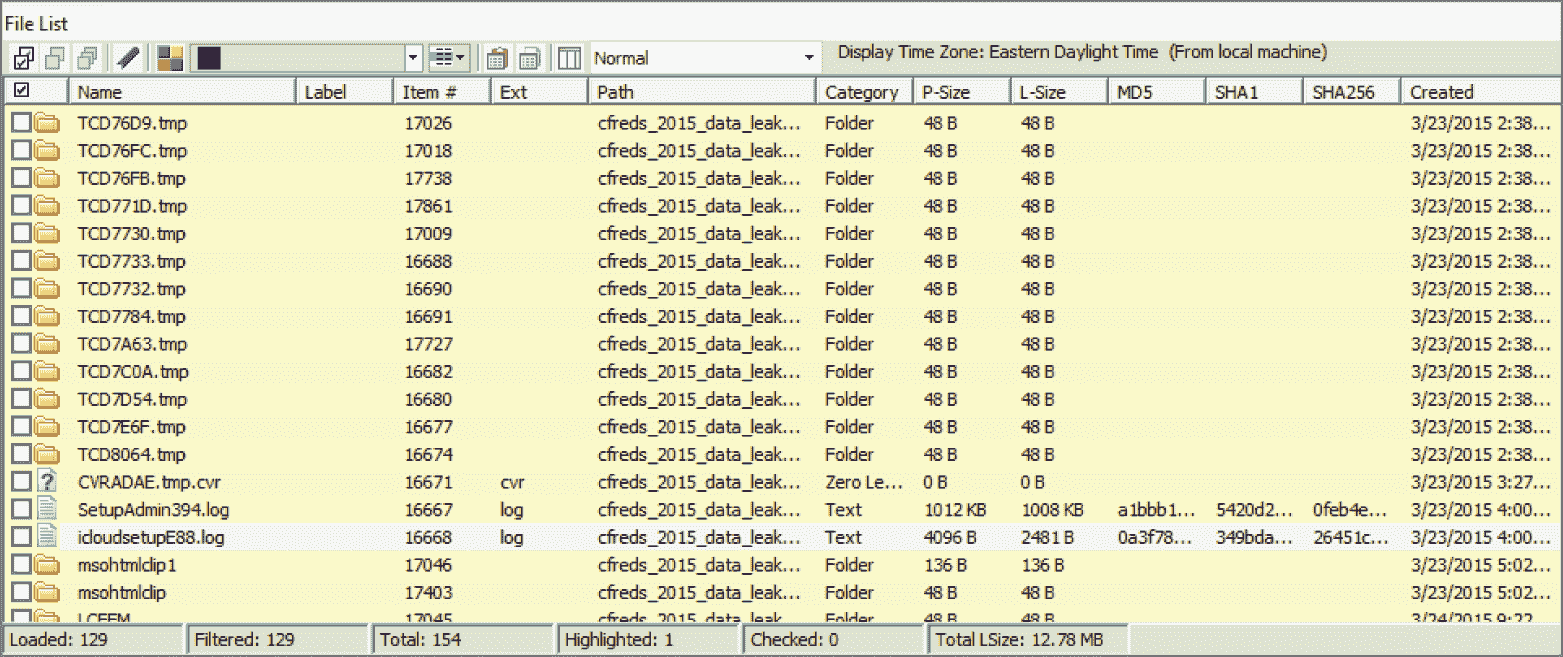 File List
Normal Display Time Zone: Eastern Daylight Time (From local machine)
Name Label Item # Ext Path Category P-Size L-Size MD5 SHA1 SHA256 Created
TCD76D9.tmp 17026 cfreds_2015_data_leak... Folder 48 B 48 B 3/23/2015 2:38...
TCD76FC.tmp 17018 cfreds_2015_data_leak... Folder 48 B 48 B 3/23/2015 2:38...
TCD76FB.tmp 17738 cfreds_2015_data_leak... Folder 48 B 48 B 3/23/2015 2:38...
TCD771D.tmp 17861 cfreds_2015_data_leak... Folder 48 B 48 B 3/23/2015 2:38...
TCD7730.tmp 17009 cfreds_2015_data_leak... Folder 48 B 48 B 3/23/2015 2:38...
TCD7733.tmp 16688 cfreds_2015_data_leak... Folder 48 B 48 B 3/23/2015 2:38...
TCD7732.tmp 16690 cfreds_2015_data_leak... Folder 48 B 48 B 3/23/2015 2:38...
TCD7784.tmp 16691 cfreds_2015_data_leak... Folder 48 B 48 B 3/23/2015 2:38...
TCD7A63.tmp 17727 cfreds_2015_data_leak... Folder 48 B 48 B 3/23/2015 2:38...
TCD7C0A.tmp 16682 cfreds_2015_data_leak... Folder 48 B 48 B 3/23/2015 2:38...
TCD7D54.tmp 16680 cfreds_2015_data_leak... Folder 48 B 48 B 3/23/2015 2:38...
TCD7E6F.tmp 16677 cfreds_2015_data_leak... Folder 48 B 48 B 3/23/2015 2:38...
TCD8064.tmp 16674 cfreds_2015_data_leak... Folder 48 B 48 B 3/23/2015 2:38...
CVRADAE.tmp.cvr 16671 cvr cfreds_2015_data_leak... Zero Le... 0 B 0 B 3/23/2015 3:27...
SetupAdmin394.log 16667 log cfreds_2015_data_leak... Text 1012 KB 1008 KB a1bbb1... 5420d2... 0feb4e... 3/23/2015 4:00...
icloudsetupE88.log 16668 log cfreds_2015_data_leak... Text 4096 B 2481 B 0a3f78... 349bda... 26451c... 3/23/2015 4:00...
msohtmlclip1 17046 cfreds_2015_data_leak... Folder 136 B 136 B 3/23/2015 5:02...
msohtmlclip 17403 cfreds_2015_data_leak... Folder 48 B 48 B 3/23/2015 5:02...
17045 cfreds_2015_data_leak... Folder 48 B 48 B 3/24/2015 9:22...
Loaded: 129 Filtered: 129 Total: 154 Highlighted: 1 Checked: 0 Total LSize: 12.78 MB